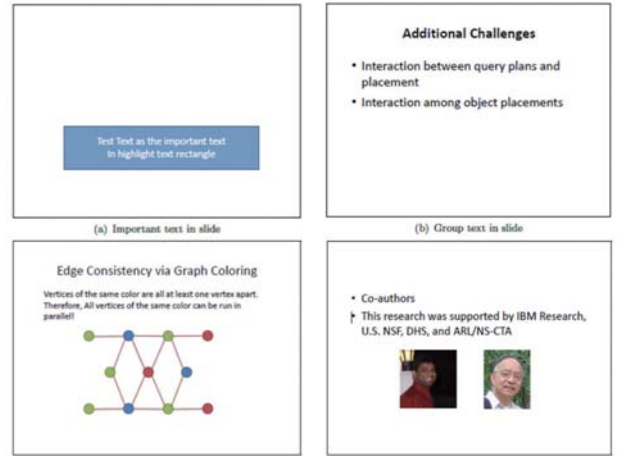 Test Text as the important text
In highlight text rectangle
(a) Important text in slide
Additional Challenges
• Interaction between query plans and
placement
• Interaction among object placements
(b) Group text in slide
Edge Consistency via Graph Coloring
Vertices of the same color are all at least one vertex apart.
Therefore, All vertices of the same color can be run in
parallel!
• Co-authors
• This research was supported by IBM Research,
U.S. NSF, DHS, and ARL/NS-CTA